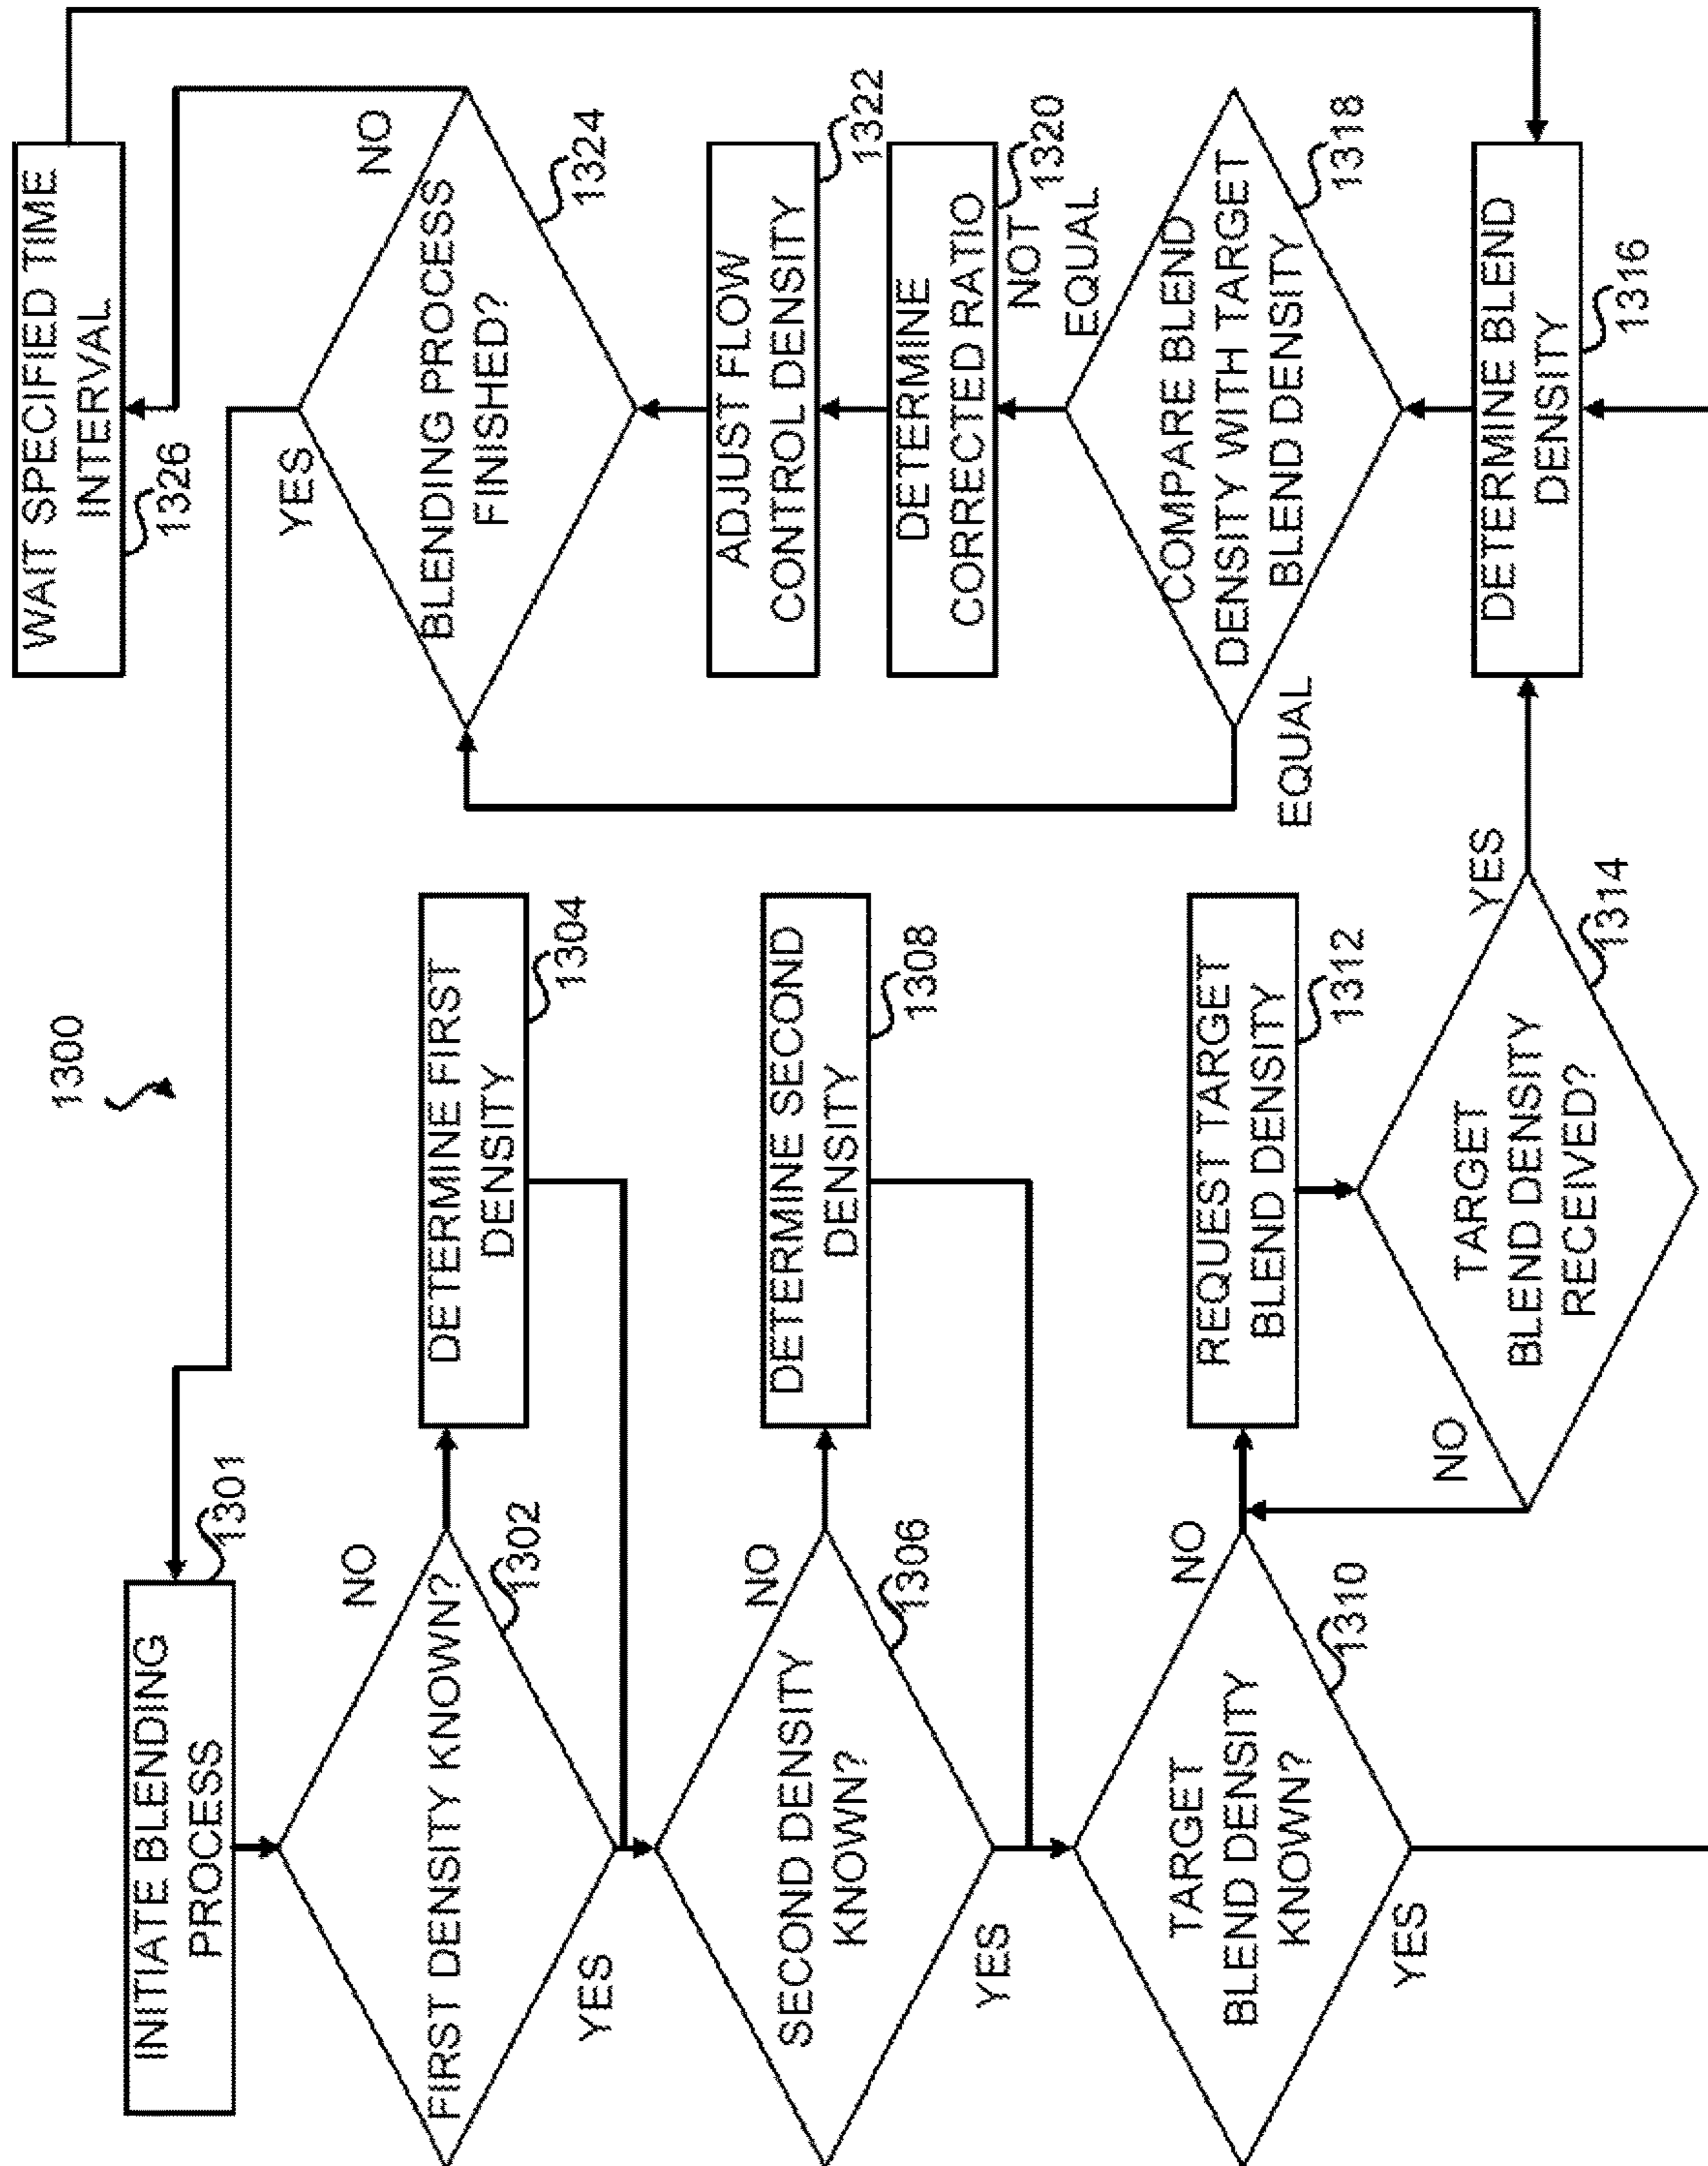 1300
INITIATE BLENDING
PROCESS
1301
FIRST DENSITY KNOWN?
1302
NO
YES
DETERMINE FIRST
DENSITY
1304
SECOND DENSITY
KNOWN?
1306
NO
YES
DETERMINE SECOND
DENSITY
1308
TARGET
BLEND DENSITY
KNOWN?
1310
NO
YES
REQUEST TARGET
BLEND DENSITY
1312
TARGET
BLEND DENSITY
RECEIVED?
1314
NO
YES
DETERMINE BLEND
DENSITY
1316
COMPARE BLEND
DENSITY WITH TARGET
BLEND DENSITY
1318
EQUAL
NOT
EQUAL
DETERMINE
CORRECTED RATIO
1320
ADJUST FLOW
CONTROL DENSITY
1322
BLENDING PROCESS
FINISHED?
1324
YES
NO
WAIT SPECIFIED TIME
INTERVAL
1326